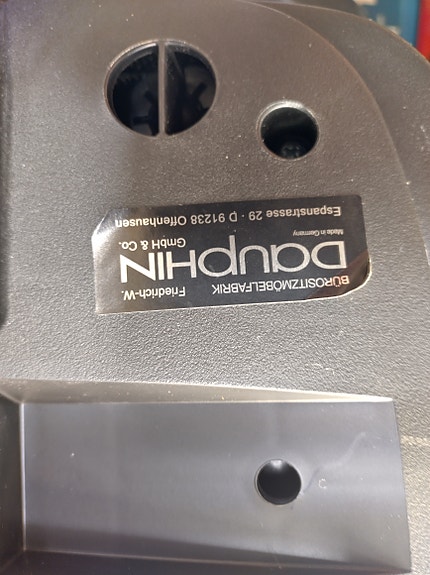 BÜROSITZMÖBELFABRIK
Friedrich-W.
DauPHIN
GmbH & Co.
Made in Germany
Espanstrasse 29 · D 91238 Offenhausen